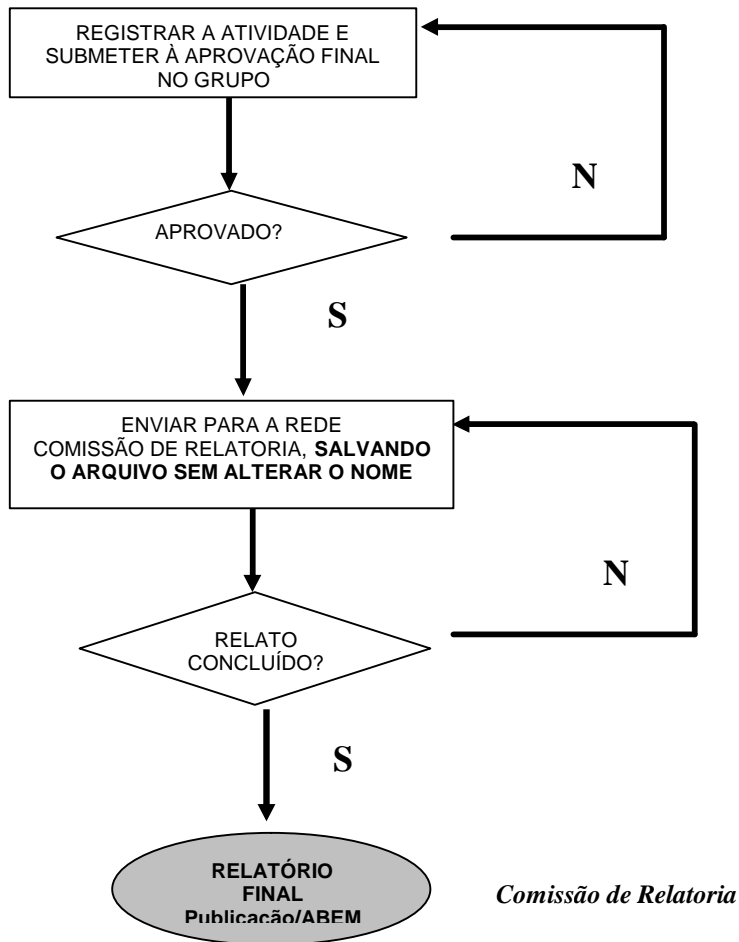 REGISTRAR A ATIVIDADE E
SUBMETER À APROVAÇÃO FINAL
NO GRUPO
N
APROVADO?
S
ENVIAR PARA A REDE
COMISSÃO DE RELATORIA, SALVANDO
O ARQUIVO SEM ALTERAR O NOME
N
RELATO
CONCLUÍDO?
S
RELATÓRIO
FINAL
Publicação/ABEM
Comissão de Relatoria